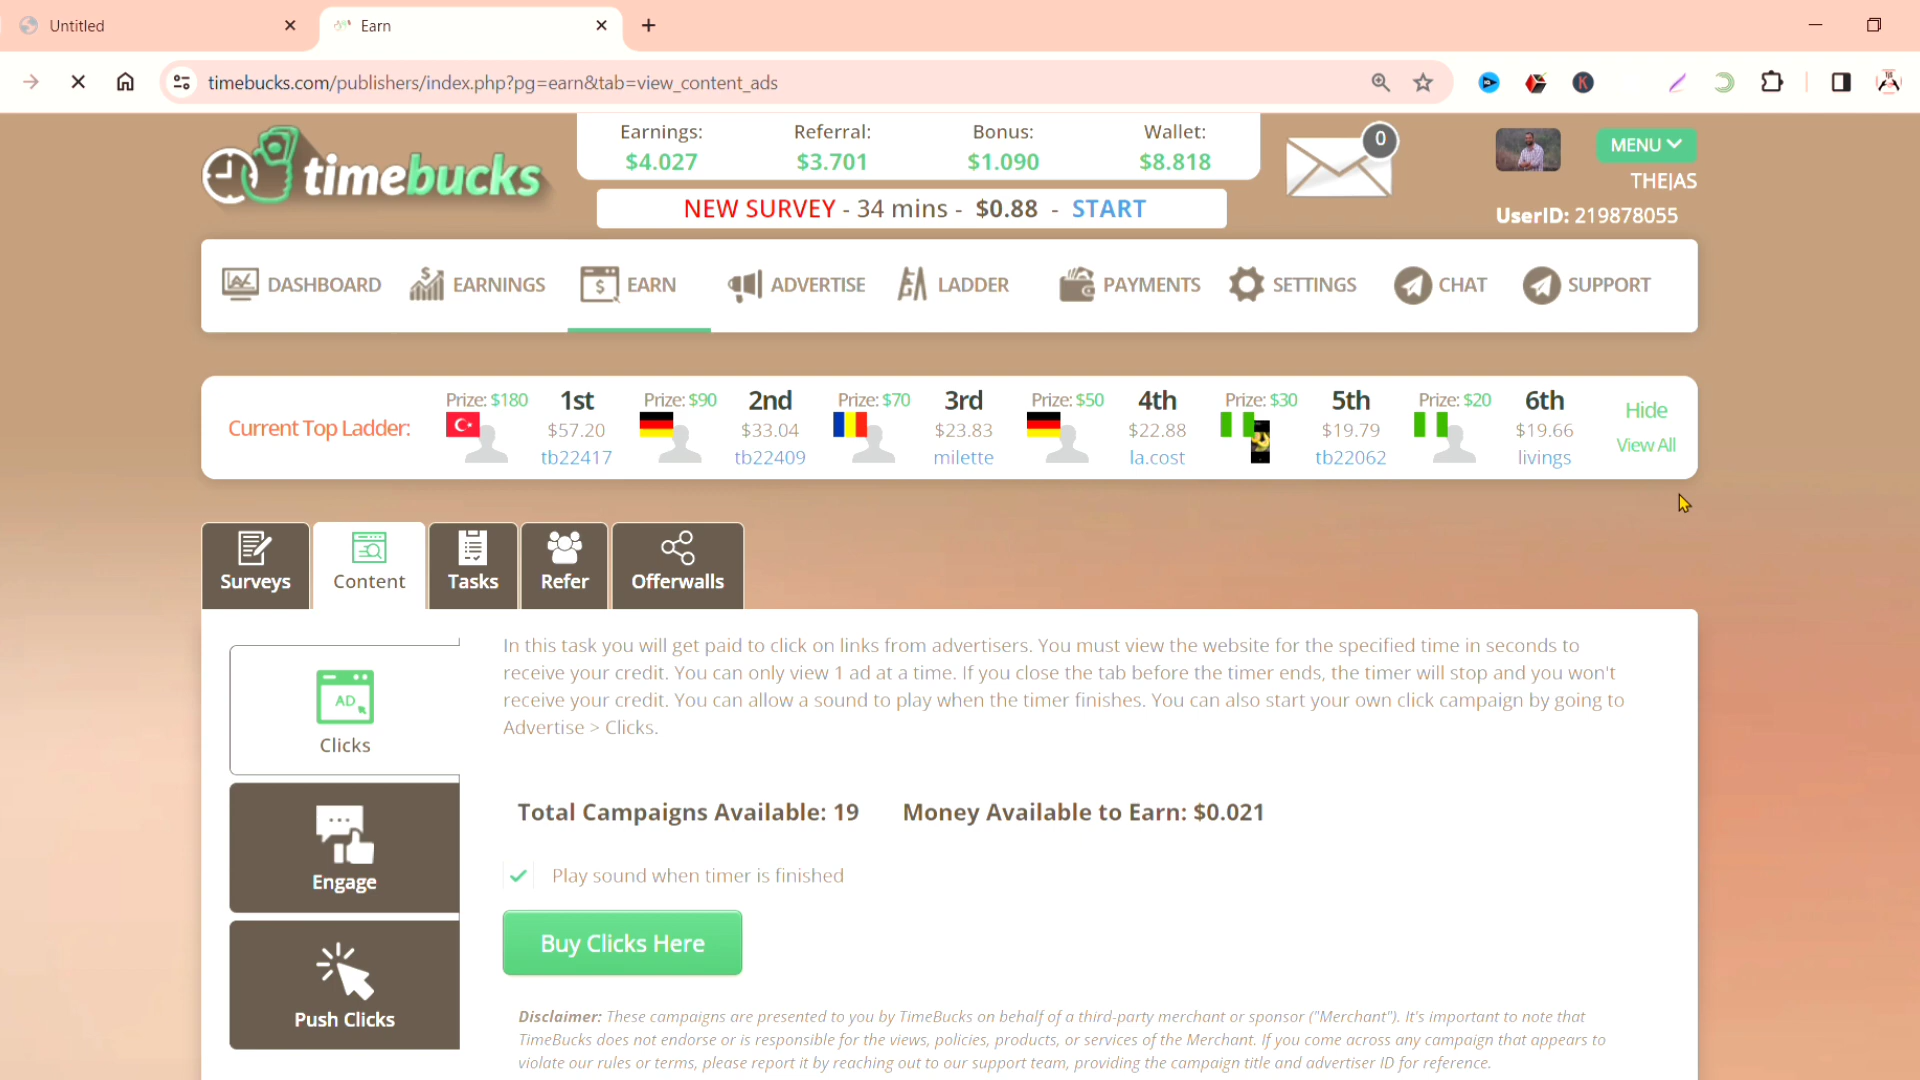 Untitled
Earn
timebucks.com/publishers/index.php?pg=earn&tab=view_content_ads
K
timebucks
Earnings: Referral: Bonus: Wallet:
$4.027 $3.701 $1.090 $8.818
NEW SURVEY - 34 mins - $0.88 - START
0
MENU
THEJAS
UserID: 219878055
DASHBOARD EARNINGS EARN ADVERTISE LADDER PAYMENTS SETTINGS CHAT SUPPORT
Current Top Ladder:
Prize: $180 1st
$57.20
tb22417
Prize: $90 2nd
$33.04
tb22409
Prize: $70 3rd
$23.83
milette
Prize: $50 4th
$22.88
la.cost
Prize: $30 5th
$19.79
tb22062
Prize: $20 6th
$19.66
livings
Hide
View All
Surveys Content Tasks Refer Offerwalls
AD
Clicks
Engage
Push Clicks
In this task you will get paid to click on links from advertisers. You must view the website for the specified time in seconds to
receive your credit. You can only view 1 ad at a time. If you close the tab before the timer ends, the timer will stop and you won't
receive your credit. You can allow a sound to play when the timer finishes. You can also start your own click campaign by going to
Advertise > Clicks.
Total Campaigns Available: 19 Money Available to Earn: $0.021
Play sound when timer is finished
Buy Clicks Here
Disclaimer: These campaigns are presented to you by TimeBucks on behalf of a third-party merchant or sponsor ("Merchant"). It's important to note that
TimeBucks does not endorse or is responsible for the views, policies, products, or services of the Merchant. If you come across any campaign that appears to
violate our rules or terms, please report it by reaching out to our support team, providing the campaign title and advertiser ID for reference.